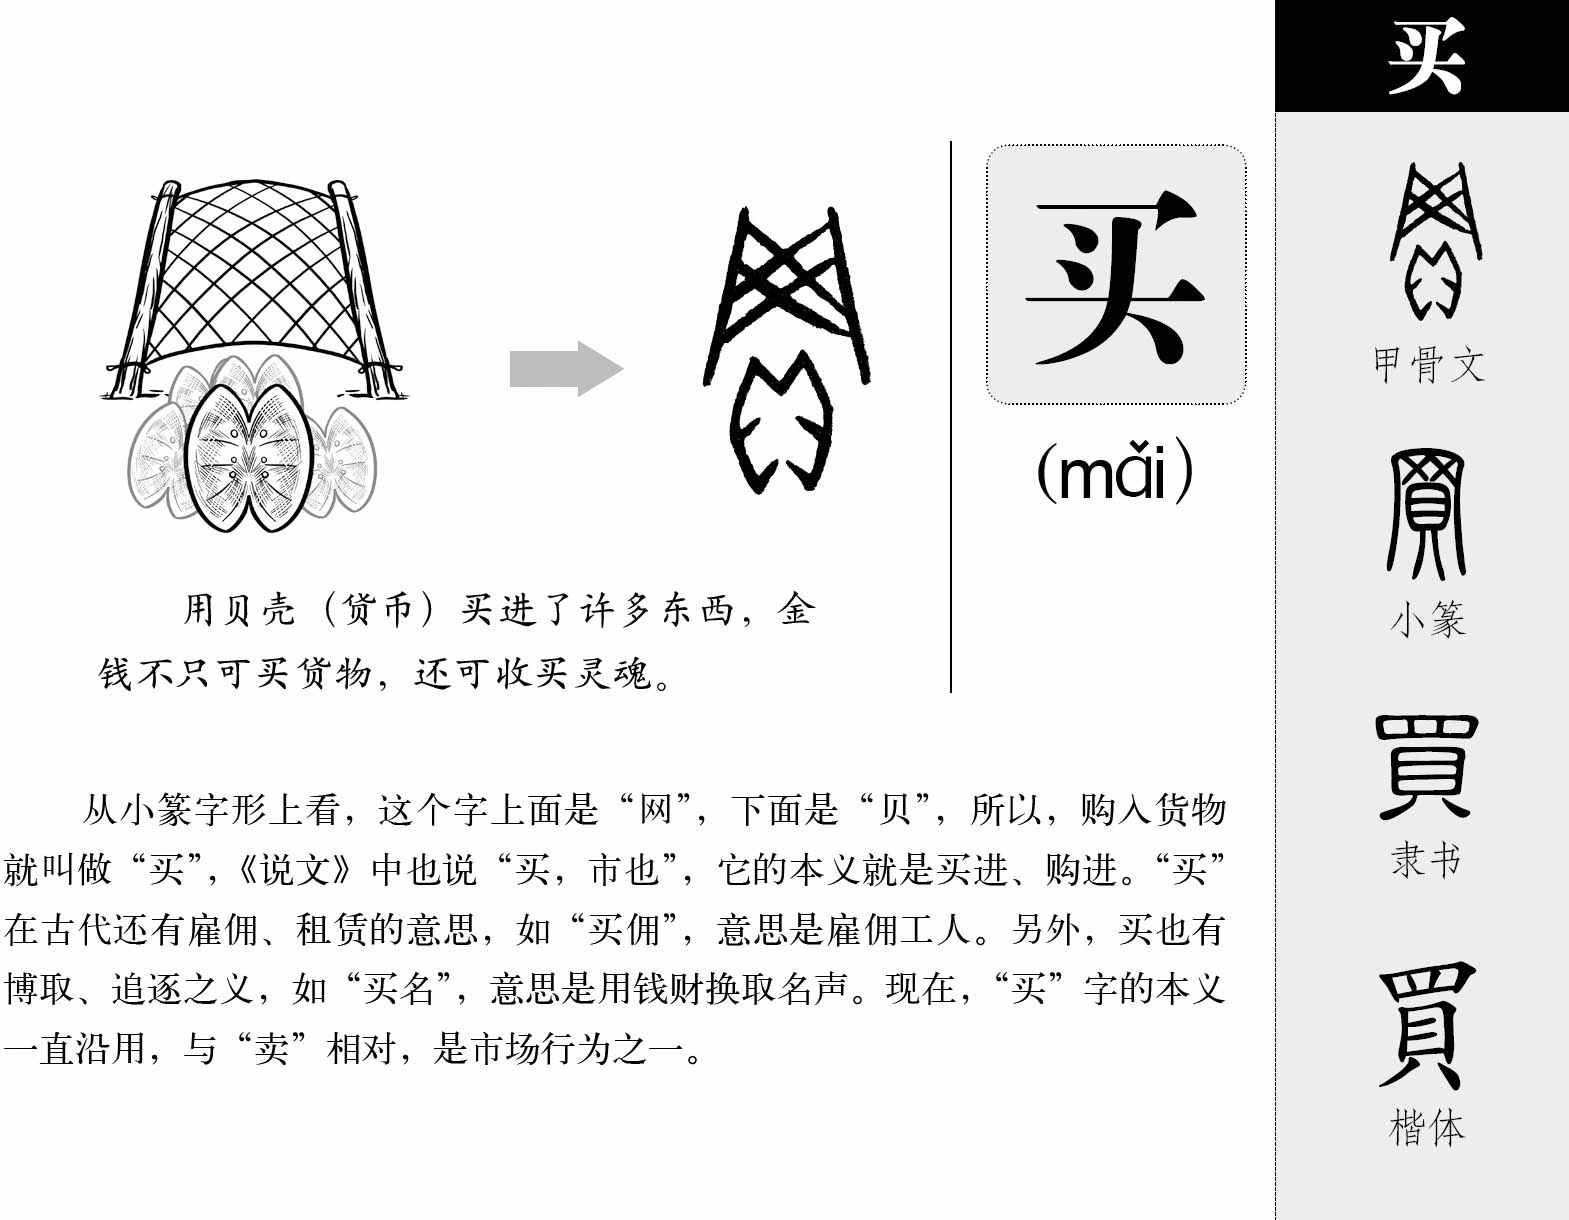 买
(mǎi)
用贝壳（货币）买进了许多东西，金
钱不只可买货物，还可收买灵魂。
从小篆字形上看，这个字上面是“网”，下面是“贝”，所以，购入货物
就叫做“买”，《说文》中也说“买，市也”，它的本义就是买进、购进。“买”
在古代还有雇佣、租赁的意思，如“买佣”，意思是雇佣工人。另外，买也有
博取、追逐之义，如“买名”，意思是用钱财换取名声。现在，“买”字的本义
一直沿用，与“卖”相对，是市场行为之一。
买
甲骨文
小篆
買
隶书
買
楷体